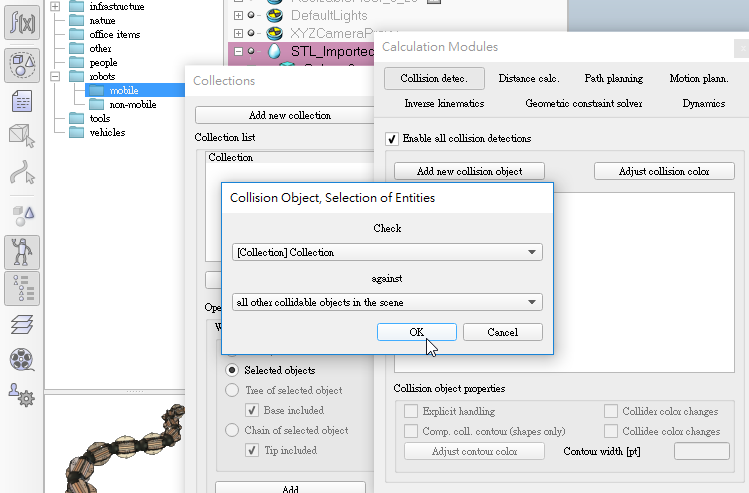 infrastructure
nature
office items
other
people
robots
mobile
non-mobile
tools
vehicles
DefaultLights
STL_Imported
Collections
Add new collection
Collection list
Collection
Selected objects
Tree of selected object
Base included
Chain of selected object
Tip included
Add
Calculation Modules
Collision detec.
Distance calc.
Path planning
Motion plann.
Inverse kinematics
Geometric constraint solver
Dynamics
Enable all collision detections
Add new collision object
Adjust collision color
Collision Object, Selection of Entities
Check
[Collection] Collection
against
all other collidable objects in the scene
OK
Cancel
Collision object properties
Explicit handling
Collider color changes
Comp. coll. contour (shapes only)
Collidee color changes
Adjust contour color
Contour width [pt]